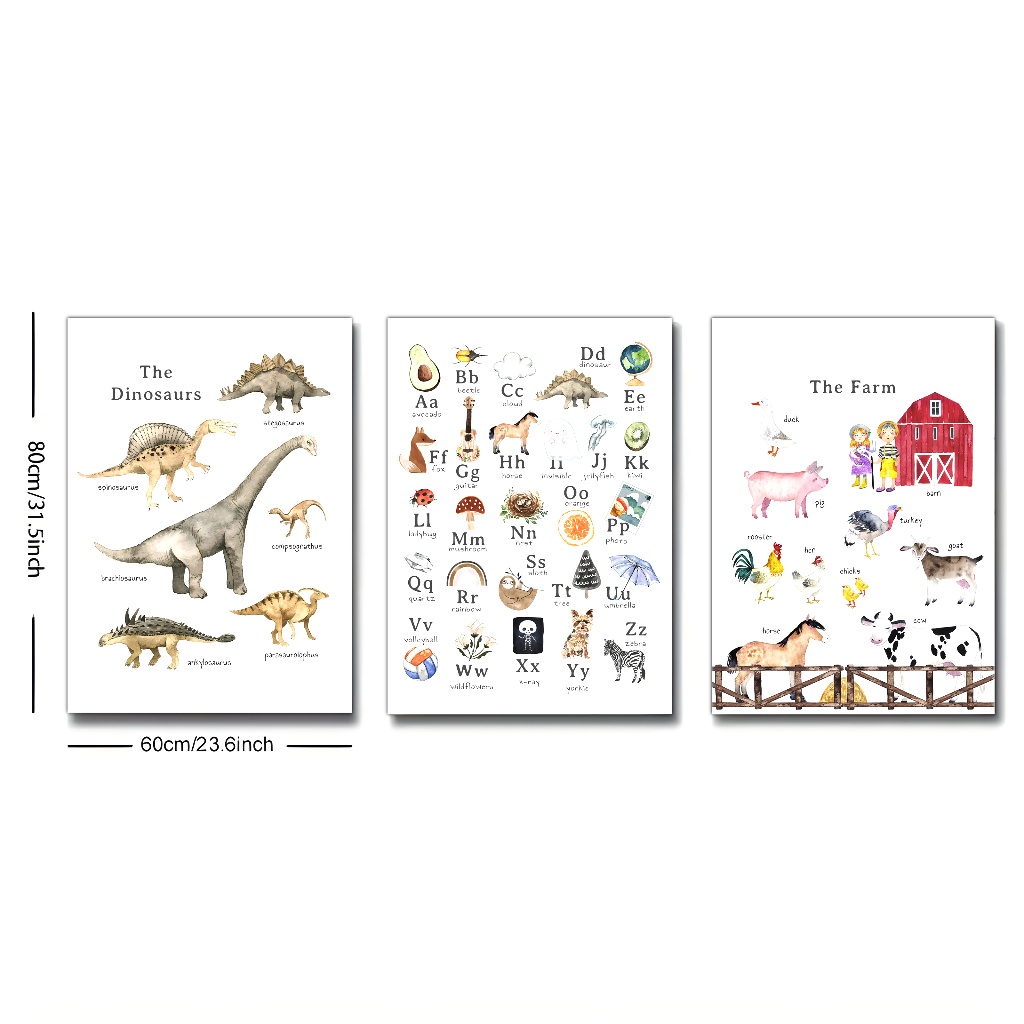 80cm/31.5inch
60cm/23.6inch
The
Dinosaurs
stegosaurus
spinosaurus
compsognathus
brachiosaurus
ankylosaurus
parasaurolophus
Aa
avocado
Bb
beetle
Cc
cloud
Dd
dinosaur
Ee
earth
Ff
fox
Gg
guitar
Hh
horse
Ii
invisible
Jj
jellyfish
Kk
kiwi
Ll
ladybug
Mm
mushroom
Nn
nest
Oo
orange
Pp
photo
Qq
quartz
Rr
rainbow
Ss
sloth
Tt
tree
Uu
umbrella
Vv
volleyball
Ww
wildflowers
Xx
x-ray
Yy
yorkie
Zz
zebra
The Farm
duck
barn
pig
turkey
rooster
hen
chicks
goat
horse
cow